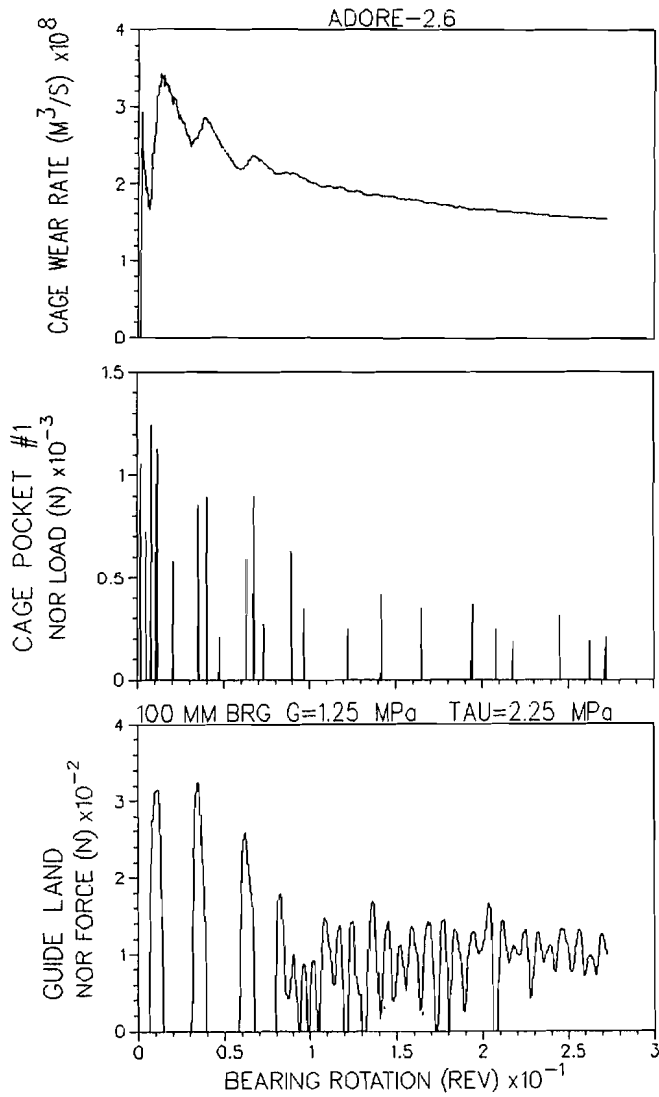 ADORE-2.6
CAGE WEAR RATE (M³/S) x10⁸
4
3
2
1
0
CAGE POCKET #1
NOR LOAD (N) x10⁻³
1.5
1
0.5
0
100 MM BRG G=1.25 MPa TAU=2.25 MPa
GUIDE LAND
NOR FORCE (N) x10⁻²
4
3
2
1
0
0 0.5 1 1.5 2 2.5 3
BEARING ROTATION (REV) x10⁻¹